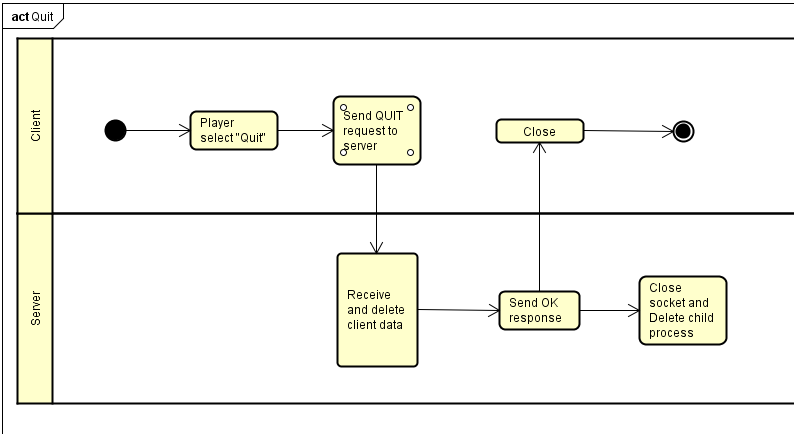 act Quit
Client
Player
select "Quit"
Send QUIT
request to
server
Close
Server
Receive
and delete
client data
Send OK
response
Close
socket and
Delete child
process